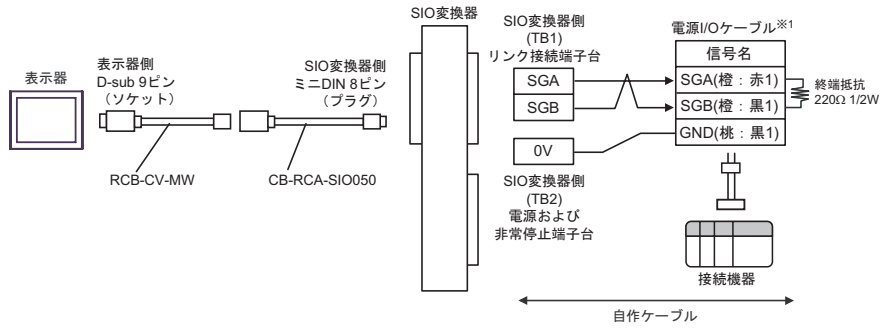 表示器
表示器側
D-sub 9ピン
（ソケット）
RCB-CV-MW
SIO変換器側
ミニDIN 8ピン
（プラグ）
CB-RCA-SIO050
SIO変換器
SIO変換器側
(TB1)
リンク接続端子台
SGA
SGB
0V
SIO変換器側
(TB2)
電源および
非常停止端子台
電源I/Oケーブル※1
信号名
SGA(橙：赤1)
SGB(橙：黒1)
GND(桃：黒1)
終端抵抗
220Ω 1/2W
接続機器
自作ケーブル